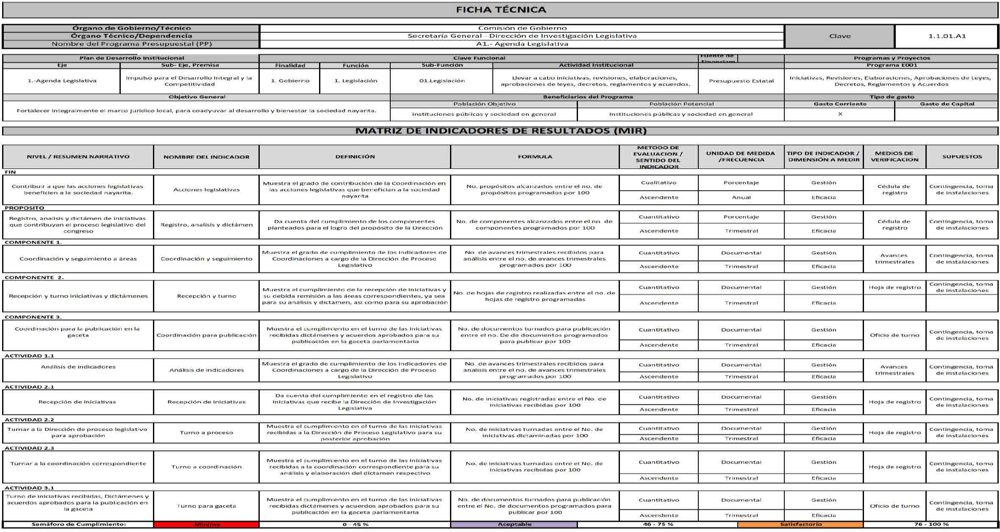 FICHA TÉCNICA
Órgano de Gobierno/Técnico
Comisión de Gobierno
Órgano Técnico/Dependencia
Secretaría General - Dirección de Investigación Legislativa
Nombre del Programa Presupuestal (PP)
A1.- Agenda Legislativa
Clave
1.1.01.A1
Plan de Desarrollo Institucional
Clave Funcional
Fuente de
Financiam
Programas y Proyectos
Eje
Sub- Eje, Premisa
Finalidad
Función
Sub-Función
Actividad Institucional
Programa E001
1.-Agenda Legislativa
Impulso para el Desarrollo Integral y la
Competitividad
1. Gobierno
1. Legislación
01.Legislación
Llevar a cabo iniciativas, revisiones, elaboraciones,
aprobaciones de leyes, decretos, reglamentos y acuerdos.
Presupuesto Estatal
Iniciativas, Revisiones, Elaboraciones, Aprobaciones de Leyes,
Decretos, Reglamentos y Acuerdos
Objetivo General
Beneficiarios del Programa
Tipo de gasto
Población Objetivo
Población Potencial
Gasto Corriente
Gasto de Capital
Fortalecer integralmente el marco jurídico local, para coadyuvar al desarrollo y bienestar la sociedad nayarita.
Instituciones públicas y sociedad en general
Instituciones públicas y sociedad en general
X
MATRIZ DE INDICADORES DE RESULTADOS (MIR)
NIVEL / RESUMEN NARRATIVO
NOMBRE DEL INDICADOR
DEFINICIÓN
FORMULA
METODO DE
EVALUACION /
SENTIDO DEL
INDICADOR
UNIDAD DE MEDIDA
/FRECUENCIA
TIPO DE INDICADOR /
DIMENSIÓN A MEDIR
MEDIOS DE
VERIFICACION
SUPUESTOS
FIN
Contribuir a que las acciones legislativas
beneficien a la sociedad nayarita.
Acciones legislativas
Muestra el grado de contribución de la Coordinación en
las acciones legislativas que benefician a la sociedad
nayarita
No. propósitos alcanzados entre el no. de
propósitos programados por 100
Cualitativo
Porcentaje
Gestión
Ascendente
Anual
Eficacia
Cédula de
registro
Contingencia, toma
de instalaciones
PROPOSITO
Registro, analisis y dictámen de iniciativas
que contribuyan el proceso legislativo del
congreso
Registro, analisis y dictámen
Da cuenta del cumplimiento de los componentes
planteados para el logro del propósito de la Dirección
No. de componentes alcanzados entre el no. de
componentes programados por 100
Cuantitativo
Porcentaje
Gestión
Ascendente
Trimestral
Eficacia
Cédula de
registro
Contingencia, toma
de instalaciones
COMPONENTE 1.
Coordinación y seguimiento a áreas
Coordinación y seguimiento
Muestra el grado de cumplimiento de los indicadores de
Coordinaciones a cargo de la Dirección de Proceso
Legislativo
No. de avances trimestrales recibidos para
análisis entre el no. de avances trimestrales
programados por 100
Cuantitativo
Documental
Gestión
Ascendente
Trimestral
Eficacia
Avances
trimestrales
Contingencia, toma
de instalaciones
COMPONENTE 2.
Recepción y turno iniciativas y dictámenes
Recepción y turno
Muestra el cumplimiento de la recepción de iniciativas y
su debida remisión a las áreas correspondientes, ya sea
para su análisis y dictamen, así como para su aprobación
No. de hojas de registro realizadas entre el no. de
hojas de registro programadas
Cuantitativo
Documental
Gestión
Ascendente
Trimestral
Eficacia
Hoja de registro
Contingencia, toma
de instalaciones
COMPONENTE 3.
Coordinación para la publicación en la
gaceta
Coordinación para publicación
Muestra el cumplimiento en el turno de las iniciativas
recibidas dictámenes y acuerdos aprobados para su
publicación en la gaceta parlamentaria
No. de documentos turnados para publicación
entre el no. De de documentos programados
para publicar por 100
Cuantitativo
Documental
Gestión
Ascendente
Trimestral
Eficacia
Oficio de turno
Contingencia, toma
de instalaciones
ACTIVIDAD 1.1
Análisis de indicadores
Análisis de indicadores
Muestra el grado de cumplimiento de los indicadores de
Coordinaciones a cargo de la Dirección de Proceso
Legislativo
No. de avances trimestrales recibidos para
analisis entre el no. de avances trimestrales
programados por 100
Cuantitativo
Documental
Gestión
Ascendente
Trimestral
Eficacia
Avances
trimestrales
Contingencia, toma
de instalaciones
ACTIVIDAD 2.1
Recepción de iniciativas
Recepción de iniciativas
Da cuenta del cumplimiento en el registro de las
iniciativas que recibe la Dirección de Investigación
Legislativa
No. de iniciativas registradas entre el No. de
iniciativas recibidas por 100
Cuantitativo
Documental
Gestión
Ascendente
Trimestral
Eficacia
Hoja de registro
Contingencia, toma
de instalaciones
ACTIVIDAD 2.2
Turnar a la Dirección de proceso legislativo
para aprobación
Turno a proceso
Muestra el cumplimiento en el turno de las iniciativas
recibidas a la Dirección de Proceso Legislativo para su
posterior aprobación
No. de iniciativas turnadas entre el No. de
iniciativas dictaminadas por 100
Cuantitativo
Documental
Gestión
Ascendente
Trimestral
Eficacia
Hoja de registro
Contingencia, toma
de instalaciones
ACTIVIDAD 2.3
Turnar a la coordinación correspondiente
Turno a coordinación
Muestra el cumplimiento en el turno de las iniciativas
recibidas a la coordinación correspondiente para su
análisis y elaboración del dictamen respectivo
No. de iniciativas turnadas entre el No. de
iniciativas recibidas por 100
Cuantitativo
Documental
Gestión
Ascendente
Trimestral
Eficacia
Hoja de registro
Contingencia, toma
de instalaciones
ACTIVIDAD 3.1
Turno de iniciativas recibidas, Dictámenes y
acuerdos aprobados para la publicación en
la gaceta
Turno para gaceta
Muestra el cumplimiento en el turno de las iniciativas
recibidas dictámenes y acuerdos aprobados para su
publicación en la gaceta parlamentaria
No. de documentos turnados para publicación
entre el No. de documentos programados para
publicar por 100
Cuantitativo
Documental
Gestión
Ascendente
Trimestral
Eficacia
Oficio de turno
Contingencia, toma
de instalaciones
Semáforo de Cumplimiento:
Mínimo
0 - 45 %
Aceptable
46 - 75 %
Satisfactorio
76 - 100 %